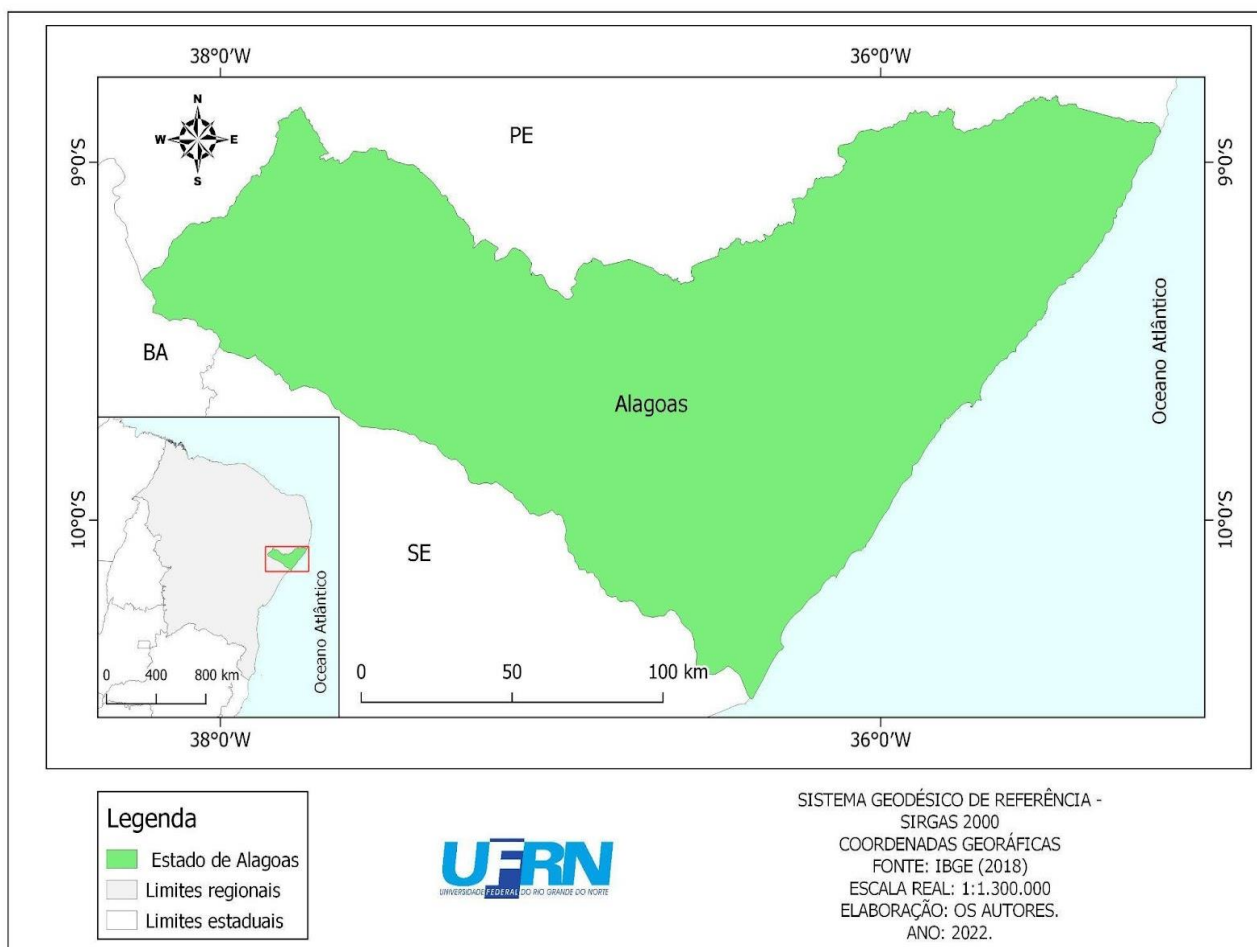 38°0'W
36°0'W
N
W
E
S
PE
9°0'S
9°0'S
BA
Alagoas
Oceano Atlântico
10°0'S
10°0'S
SE
Oceano Atlântico
0
400
800 km
0
50
100 km
38°0'W
36°0'W
Legenda
Estado de Alagoas
Limites regionais
Limites estaduais
UFRN
UNIVERSIDADE FEDERAL DO RIO GRANDE DO NORTE
SISTEMA GEODÉSICO DE REFERÊNCIA -
SIRGAS 2000
COORDENADAS GEOGRÁFICAS
FONTE: IBGE (2018)
ESCALA REAL: 1:1.300.000
ELABORAÇÃO: OS AUTORES.
ANO: 2022.